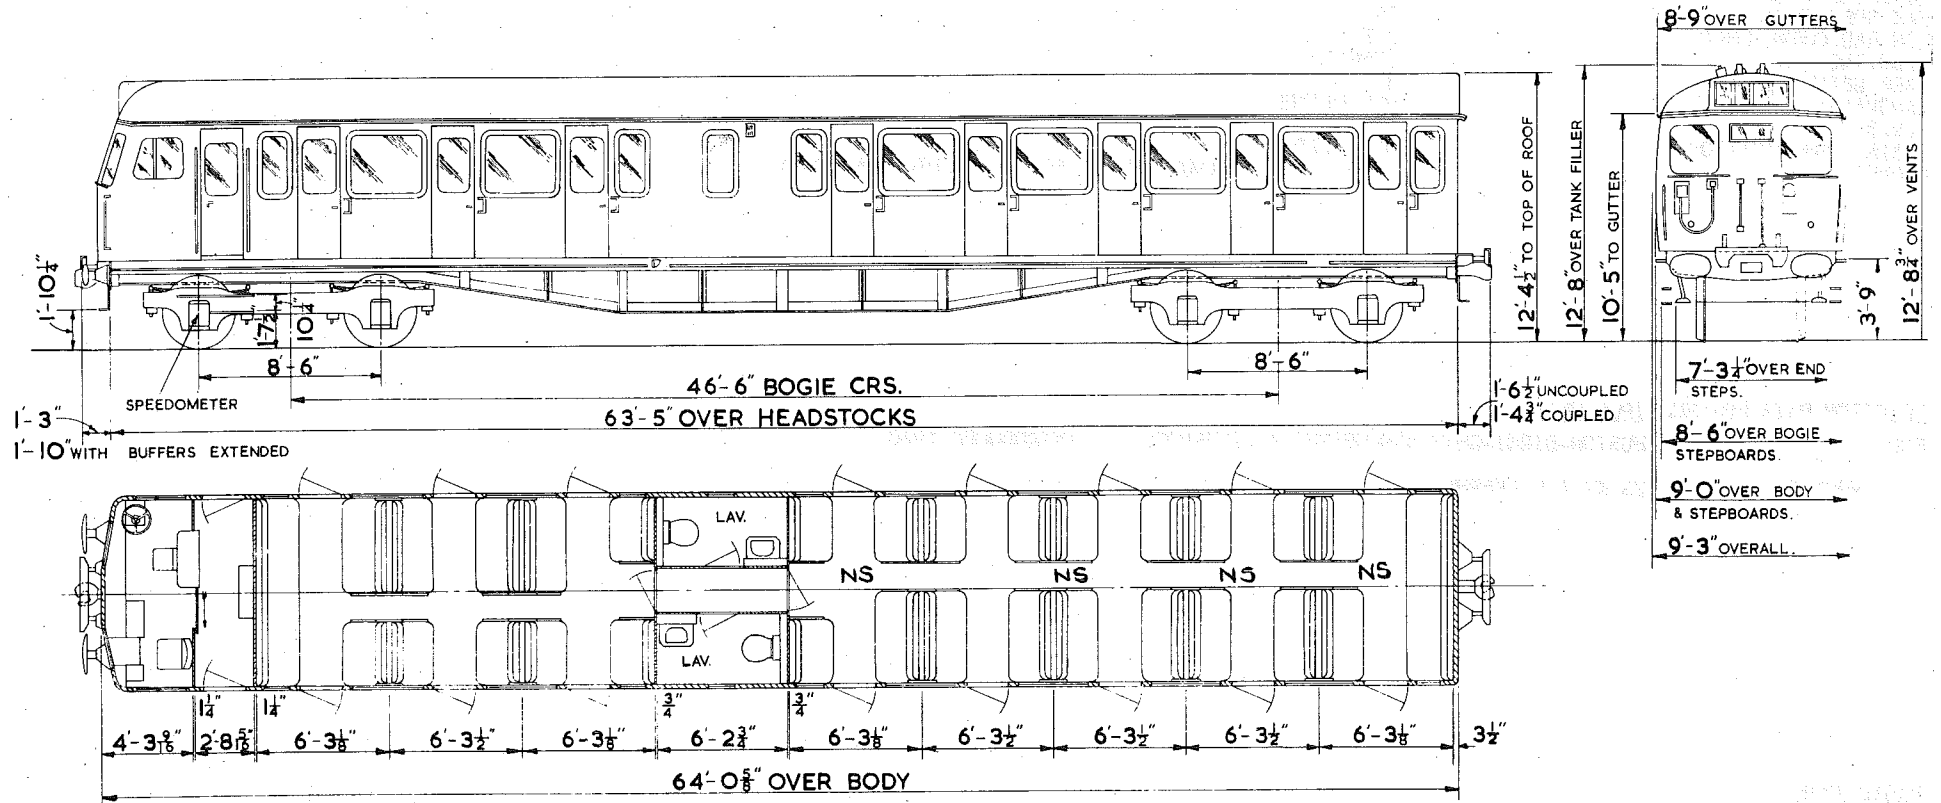 8'-9" OVER GUTTERS
1'-10¼"
1'-7½"
10¼"
8'-6"
8'-6"
SPEEDOMETER
46'-6" BOGIE CRS.
63'-5" OVER HEADSTOCKS
1'-3"
1'-10" WITH BUFFERS EXTENDED
1'-6½" UNCOUPLED
1'-4¾" COUPLED
12'-4½" TO TOP OF ROOF
12'-8" OVER TANK FILLER
10'-5" TO GUTTER
3'-9"
12'-8¾" OVER VENTS
7'-3¼" OVER END
STEPS.
8'-6" OVER BOGIE
STEPBOARDS.
9'-0" OVER BODY
& STEPBOARDS.
9'-3" OVERALL.
LAV.
NS NS NS NS
LAV.
1¼" 1¼" ¾" ¾"
4'-3 9/16" 2'-8 5/16" 6'-3⅛" 6'-3½" 6'-3⅛" 6'-2¾" 6'-3⅛" 6'-3½" 6'-3½" 6'-3½" 6'-3⅛" 3½"
64'-0⅝" OVER BODY